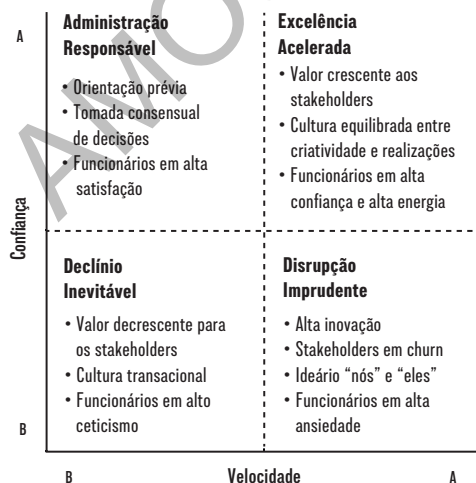 A
Administração
Responsável
• Orientação prévia
• Tomada consensual
de decisões
• Funcionários em alta
satisfação
Excelência
Acelerada
• Valor crescente aos
stakeholders
• Cultura equilibrada entre
criatividade e realizações
• Funcionários em alta
confiança e alta energia
Confiança
Declínio
Inevitável
• Valor decrescente para
os stakeholders
• Cultura transacional
• Funcionários em alto
ceticismo
Disrupção
Imprudente
• Alta inovação
• Stakeholders em churn
• Ideário “nós” e “eles”
• Funcionários em alta
ansiedade
B
B
Velocidade
A
AMO